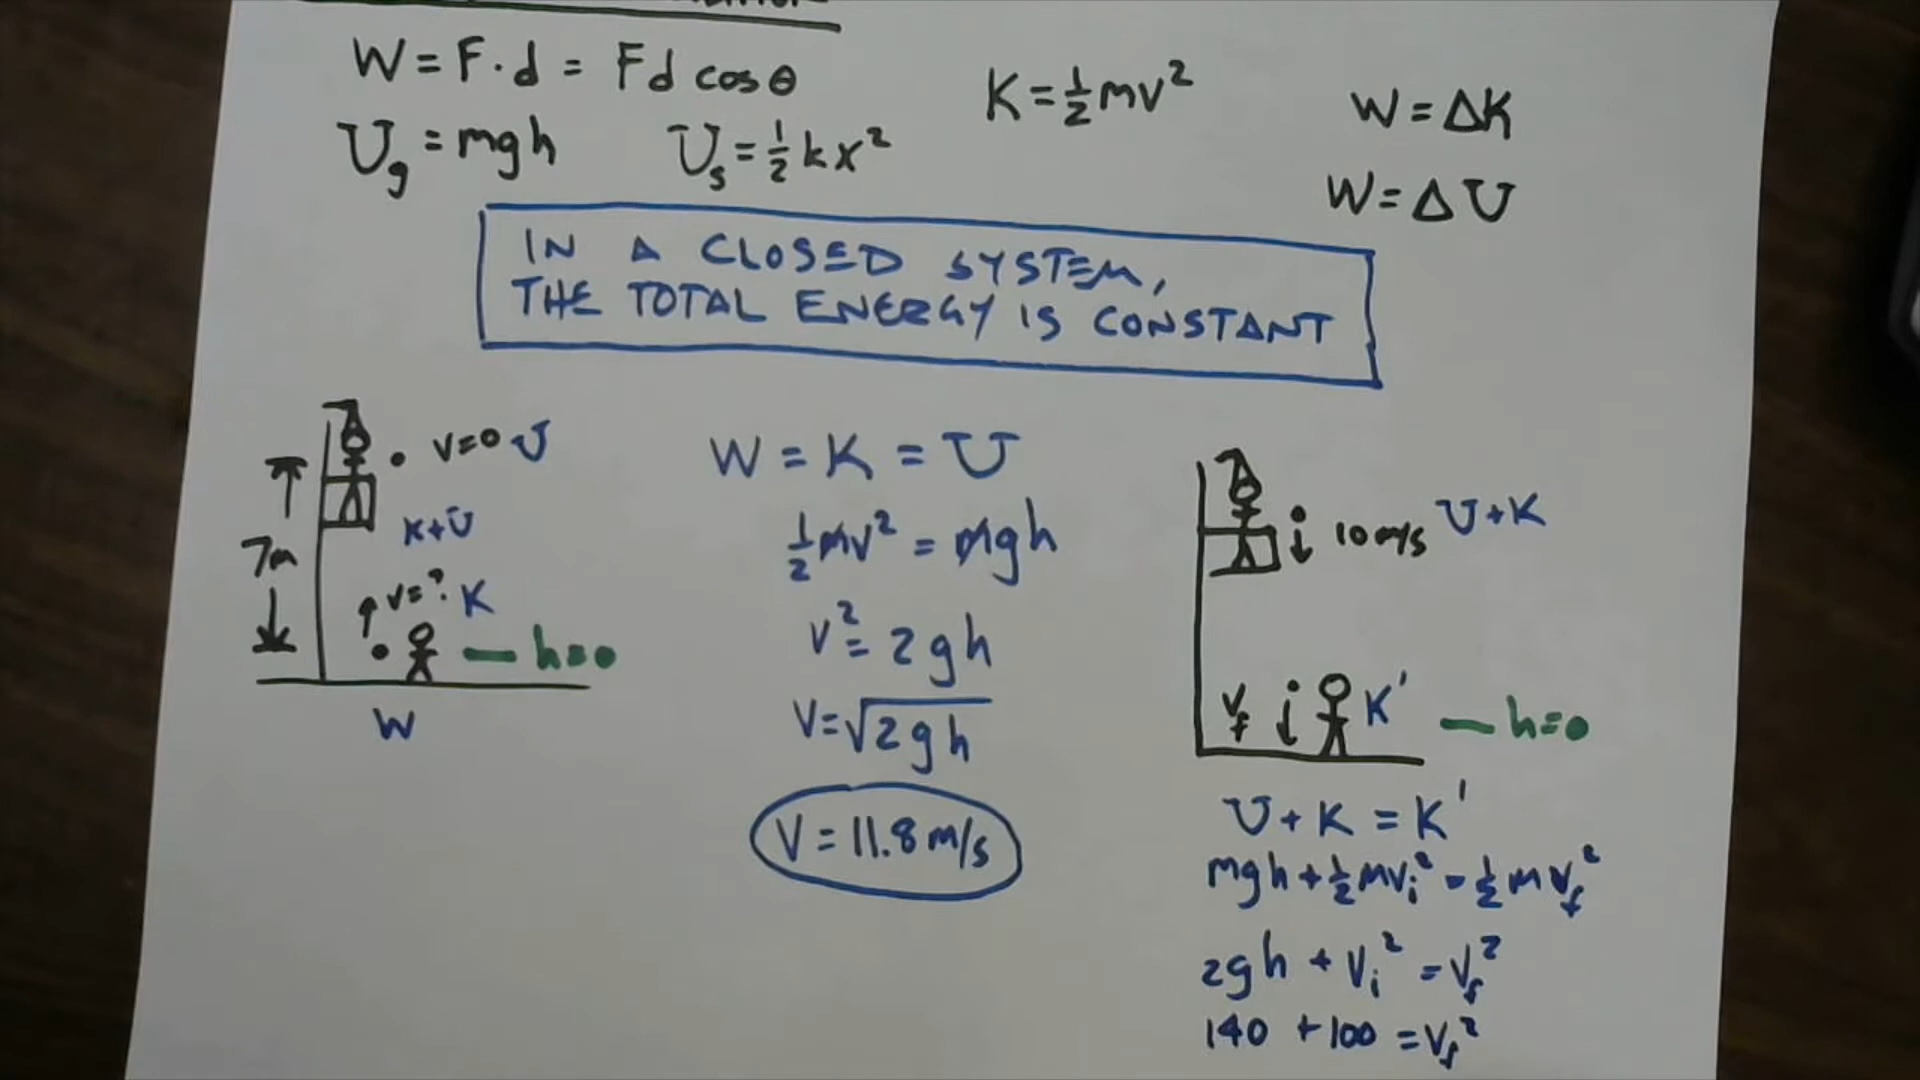 W = F · d = Fd cos θ
K = ½mv²
W = ΔK
U_g = mgh
U_s = ½kx²
W = ΔU
IN A CLOSED SYSTEM,
THE TOTAL ENERGY IS CONSTANT
v=0 U
K+U
7m
v=? K
h=0
W
W = K = U
½mv² = mgh
v² = 2gh
v = √2gh
v = 11.8 m/s
10 m/s U+K
v_f K'
h=0
U + K = K'
mgh + ½mv_i² = ½mv_f²
2gh + v_i² = v_f²
140 + 100 = v_f²